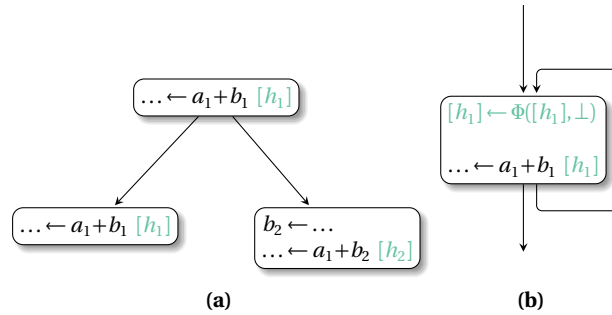 … ← a₁+b₁ [h₁]
… ← a₁+b₁ [h₁]
b₂ ← …
… ← a₁+b₂ [h₂]
(a)
[h₁] ← Φ([h₁],⊥)
… ← a₁+b₁ [h₁]
(b)